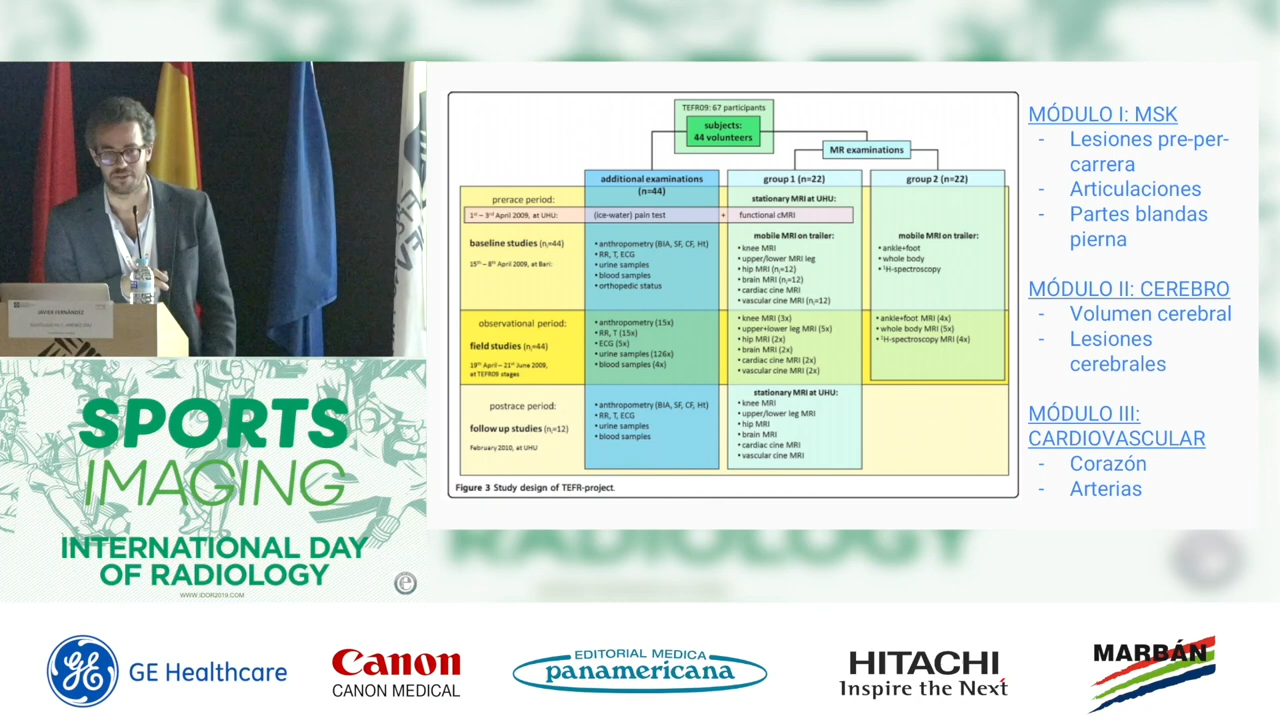 JAVIER FERNÁNDEZ
TEFR09: 67 participants
subjects:
44 volunteers
MR examinations
additional examinations
(n=44)
group 1 (n=22)
group 2 (n=22)
prerace period:
stationary MRI at UHU:
1st – 3rd April 2009, at UHU:
(ice-water) pain test
+
functional cMRI
baseline studies (n,=44)
15th – 8th April 2009, at Bari:
• anthropometry (BIA, SF, CF, Ht)
• RR, T, ECG
• urine samples
• blood samples
• orthopedic status
mobile MRI on trailer:
• knee MRI
• upper/lower MRI leg
• hip MRI (n,=12)
• brain MRI (n,=12)
• cardiac cine MRI
• vascular cine MRI (n,=12)
mobile MRI on trailer:
• ankle+foot
• whole body
• 1H-spectroscopy
observational period:
field studies (n,=44)
19th April – 21st June 2009,
at TEFR09 stages
• anthropometry (15x)
• RR, T (15x)
• ECG (5x)
• urine samples (126x)
• blood samples (4x)
• knee MRI (3x)
• upper+lower leg MRI (5x)
• hip MRI (2x)
• brain MRI (2x)
• cardiac cine MRI (2x)
• vascular cine MRI (2x)
• ankle+foot MRI (4x)
• whole body MRI (5x)
• 1H-spectroscopy MRI (4x)
postrace period:
follow up studies (n,=12)
February 2010, at UHU
• anthropometry (BIA, SF, CF, Ht)
• RR, T, ECG
• urine samples
• blood samples
stationary MRI at UHU:
• knee MRI
• upper/lower leg MRI
• hip MRI
• brain MRI
• cardiac cine MRI
• vascular cine MRI
Figure 3 Study design of TEFR-project.
MÓDULO I: MSK
- Lesiones pre-per-
carrera
- Articulaciones
- Partes blandas
pierna
MÓDULO II: CEREBRO
- Volumen cerebral
- Lesiones
cerebrales
MÓDULO III:
CARDIOVASCULAR
- Corazón
- Arterias
SPORTS
IMAGING
INTERNATIONAL DAY
OF RADIOLOGY
WWW.IDOR2019.COM
RADIOLOGY
GE
GE Healthcare
Canon
CANON MEDICAL
EDITORIAL MEDICA
panamericana
HITACHI
Inspire the Next
MARBÁN